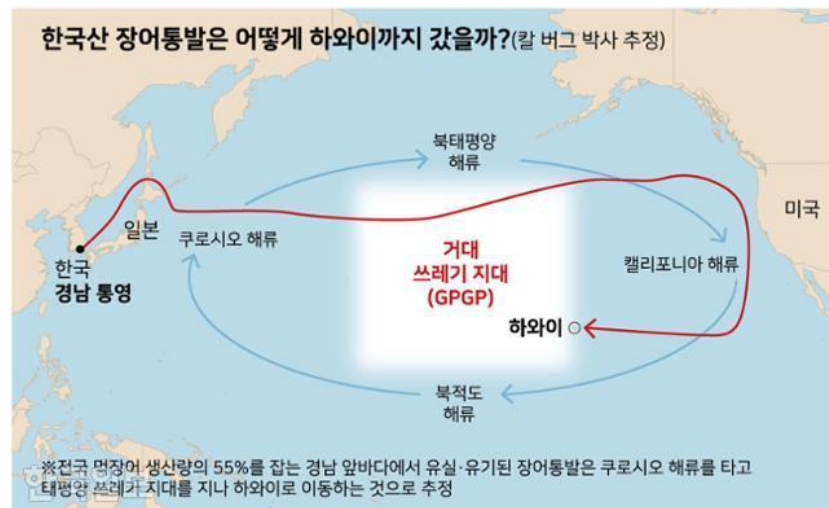 한국산 장어통발은 어떻게 하와이까지 갔을까?(칼 버그 박사 추정)
북태평양
해류
미국
일본
쿠로시오 해류
한국
경남 통영
거대
쓰레기 지대
(GPGP)
캘리포니아 해류
하와이
북적도
해류
※전국 먼장어 생산량의 55%를 잡는 경남 앞바다에서 유실·유기된 장어통발은 쿠로시오 해류를 타고
태평양 쓰레기 지대를 지나 하와이로 이동하는 것으로 추정